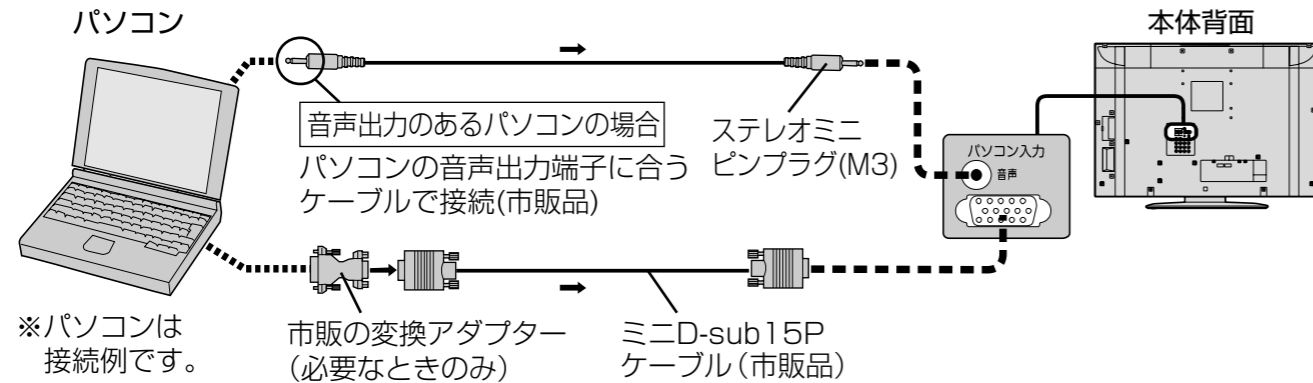 パソコン
本体背面
音声出力のあるパソコンの場合
パソコンの音声出力端子に合う
ケーブルで接続(市販品)
ステレオミニ
ピンプラグ(M3)
パソコン入力
音声
※パソコンは
接続例です。
市販の変換アダプター
(必要なときのみ)
ミニD-sub15P
ケーブル(市販品)